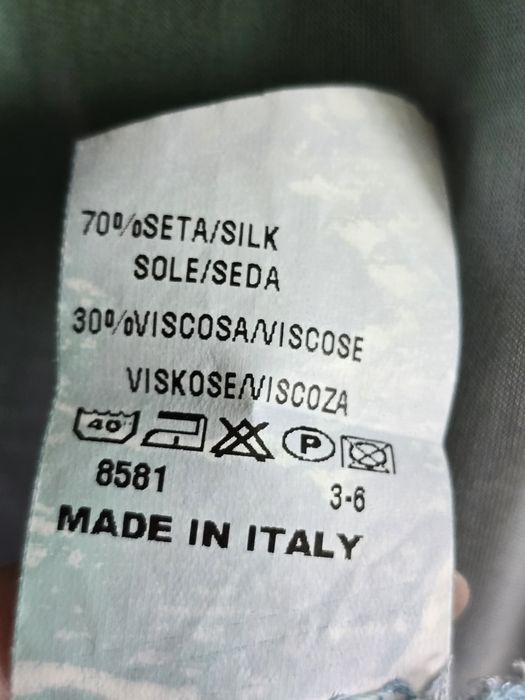 70%SETA/SILK
SOLE/SEDA
30%VISCOSA/VISCOSE
VISKOSE/VISCOZA
40° P
8581 3-6
MADE IN ITALY